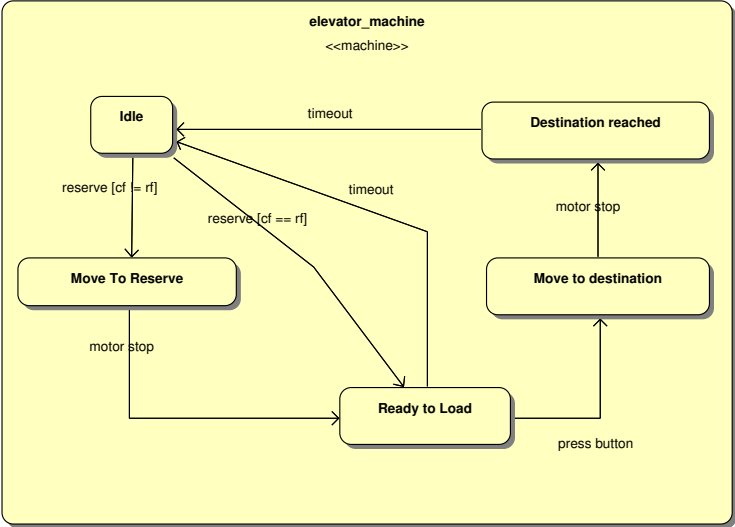 elevator_machine
<<machine>>
Idle
timeout
Destination reached
reserve [cf != rf]
timeout
reserve [cf == rf]
motor stop
Move To Reserve
Move to destination
motor stop
Ready to Load
press button